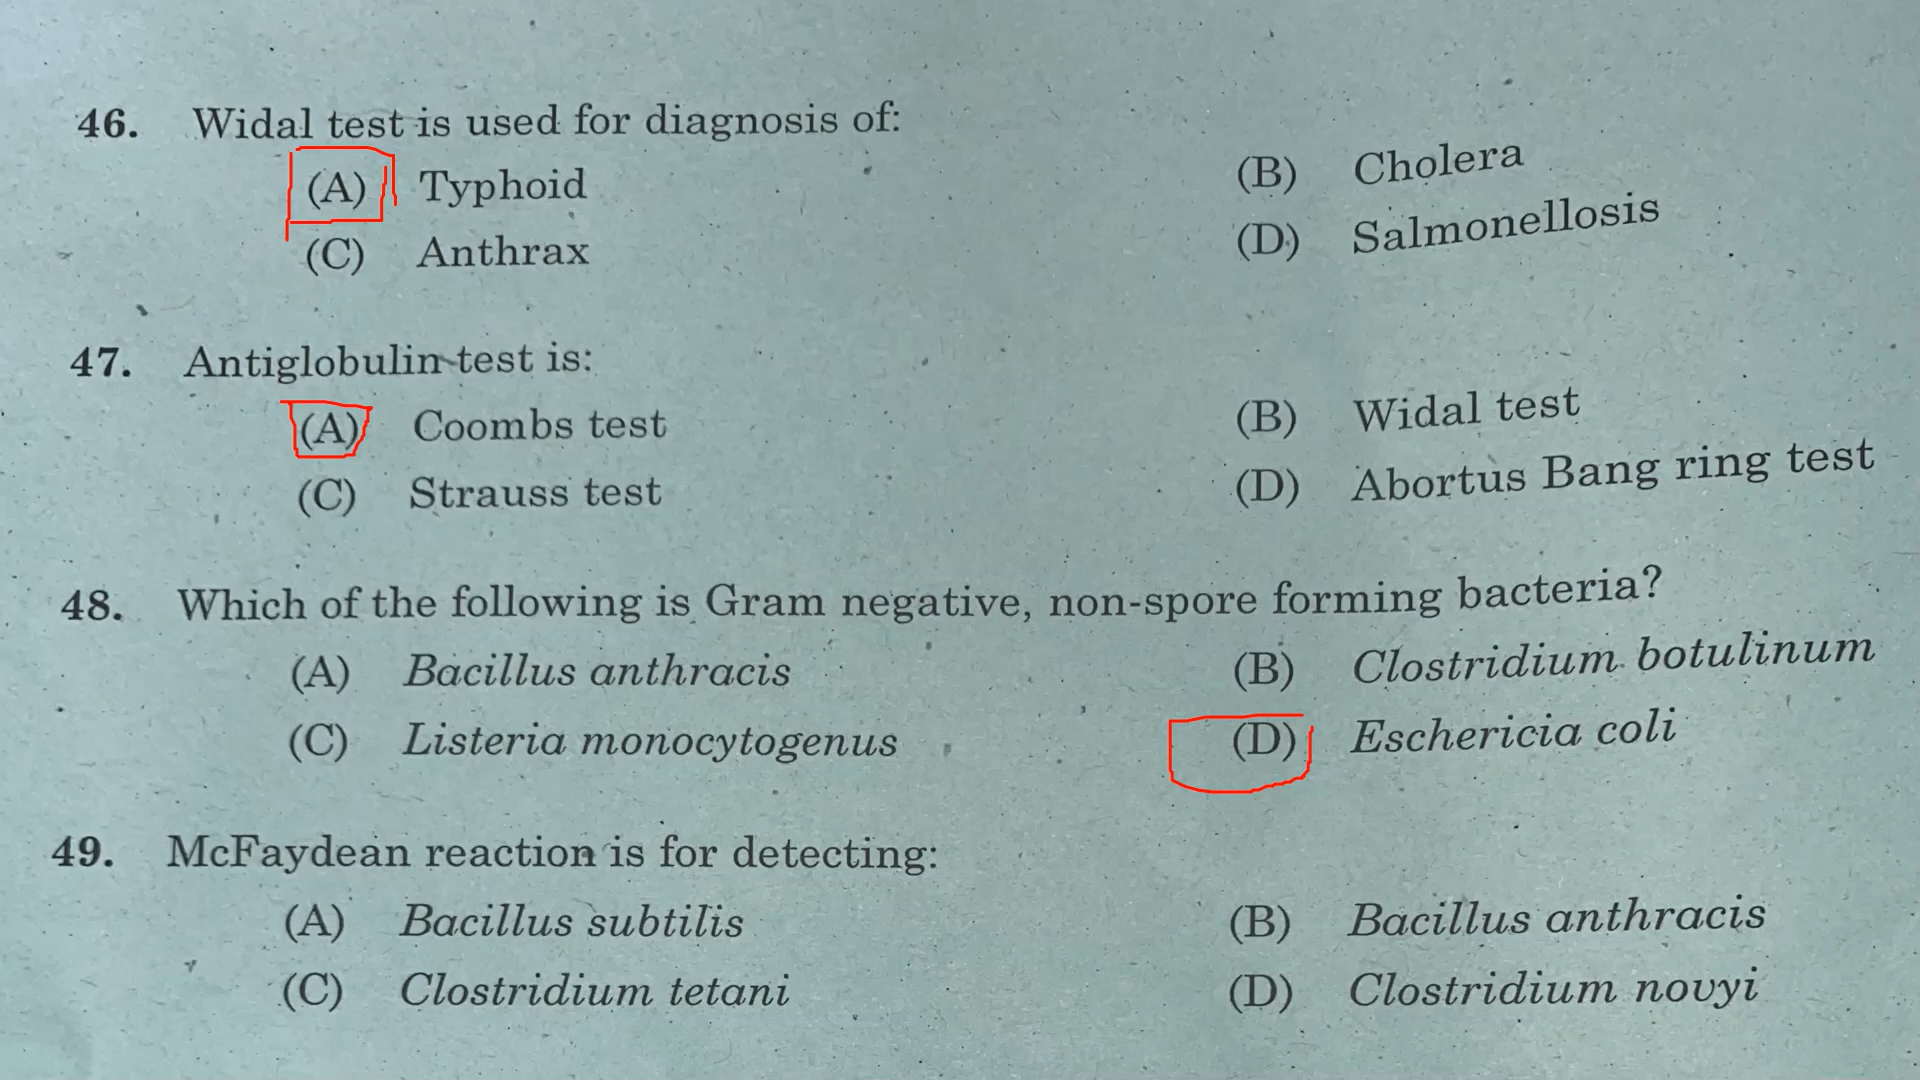 46. Widal test is used for diagnosis of:
(A) Typhoid (B) Cholera
(C) Anthrax (D) Salmonellosis
47. Antiglobulin test is:
(A) Coombs test (B) Widal test
(C) Strauss test (D) Abortus Bang ring test
48. Which of the following is Gram negative, non-spore forming bacteria?
(A) Bacillus anthracis (B) Clostridium botulinum
(C) Listeria monocytogenus (D) Eschericia coli
49. McFaydean reaction is for detecting:
(A) Bacillus subtilis (B) Bacillus anthracis
(C) Clostridium tetani (D) Clostridium novyi